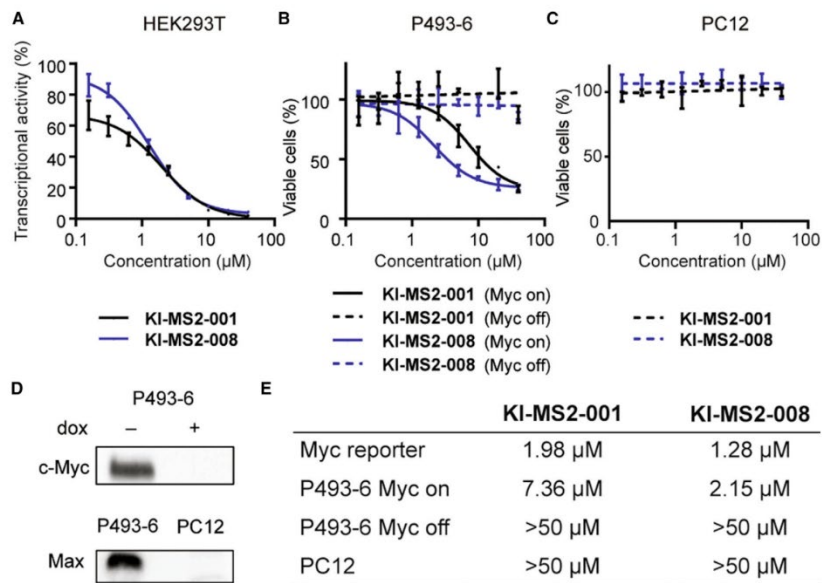 A
HEK293T
Transcriptional activity (%)
100
80
60
40
20
0
0.1
1
10
100
Concentration (µM)
KI-MS2-001
KI-MS2-008
B
P493-6
Viable cells (%)
100
50
0
0.1
1
10
100
Concentration (µM)
KI-MS2-001 (Myc on)
KI-MS2-001 (Myc off)
KI-MS2-008 (Myc on)
KI-MS2-008 (Myc off)
C
PC12
Viable cells (%)
100
50
0
0.1
1
10
100
Concentration (µM)
KI-MS2-001
KI-MS2-008
D
P493-6
dox – +
c-Myc
P493-6 PC12
Max
E
KI-MS2-001 KI-MS2-008
Myc reporter 1.98 µM 1.28 µM
P493-6 Myc on 7.36 µM 2.15 µM
P493-6 Myc off >50 µM >50 µM
PC12 >50 µM >50 µM